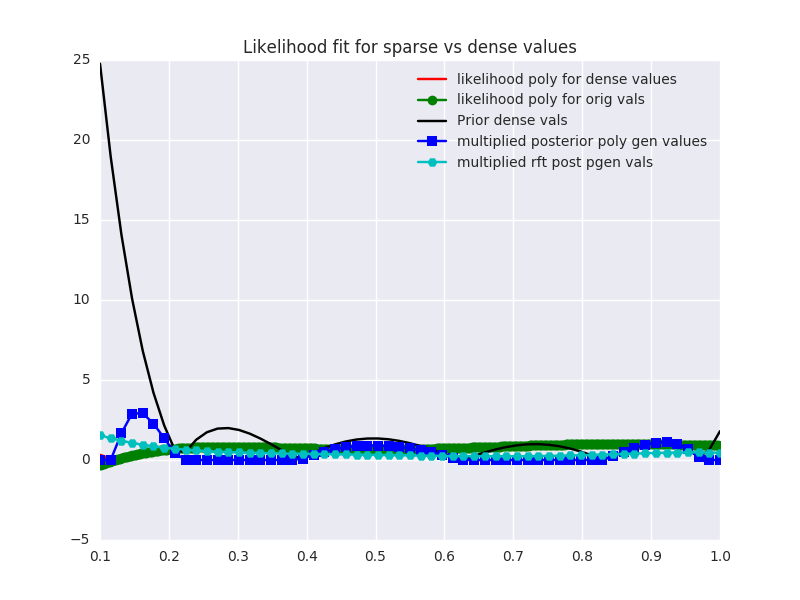 Likelihood fit for sparse vs dense values
25
20
15
10
5
0
−5
likelihood poly for dense values
likelihood poly for orig vals
Prior dense vals
multiplied posterior poly gen values
multiplied rft post pgen vals
0.1 0.2 0.3 0.4 0.5 0.6 0.7 0.8 0.9 1.0